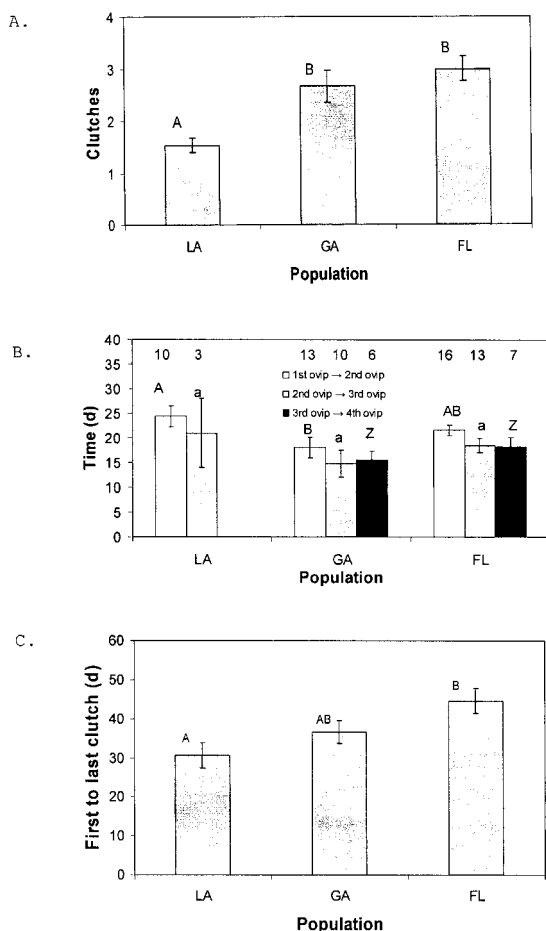 A.
Clutches
4
3
2
1
0
A
B
B
LA GA FL
Population
B.
Time (d)
40
35
30
25
20
15
10
5
0
10 3 13 10 6 16 13 7
1st ovip → 2nd ovip
2nd ovip → 3rd ovip
3rd ovip → 4th ovip
A a B a Z AB a Z
LA GA FL
Population
C.
First to last clutch (d)
60
50
40
30
20
10
0
A
AB
B
LA GA FL
Population